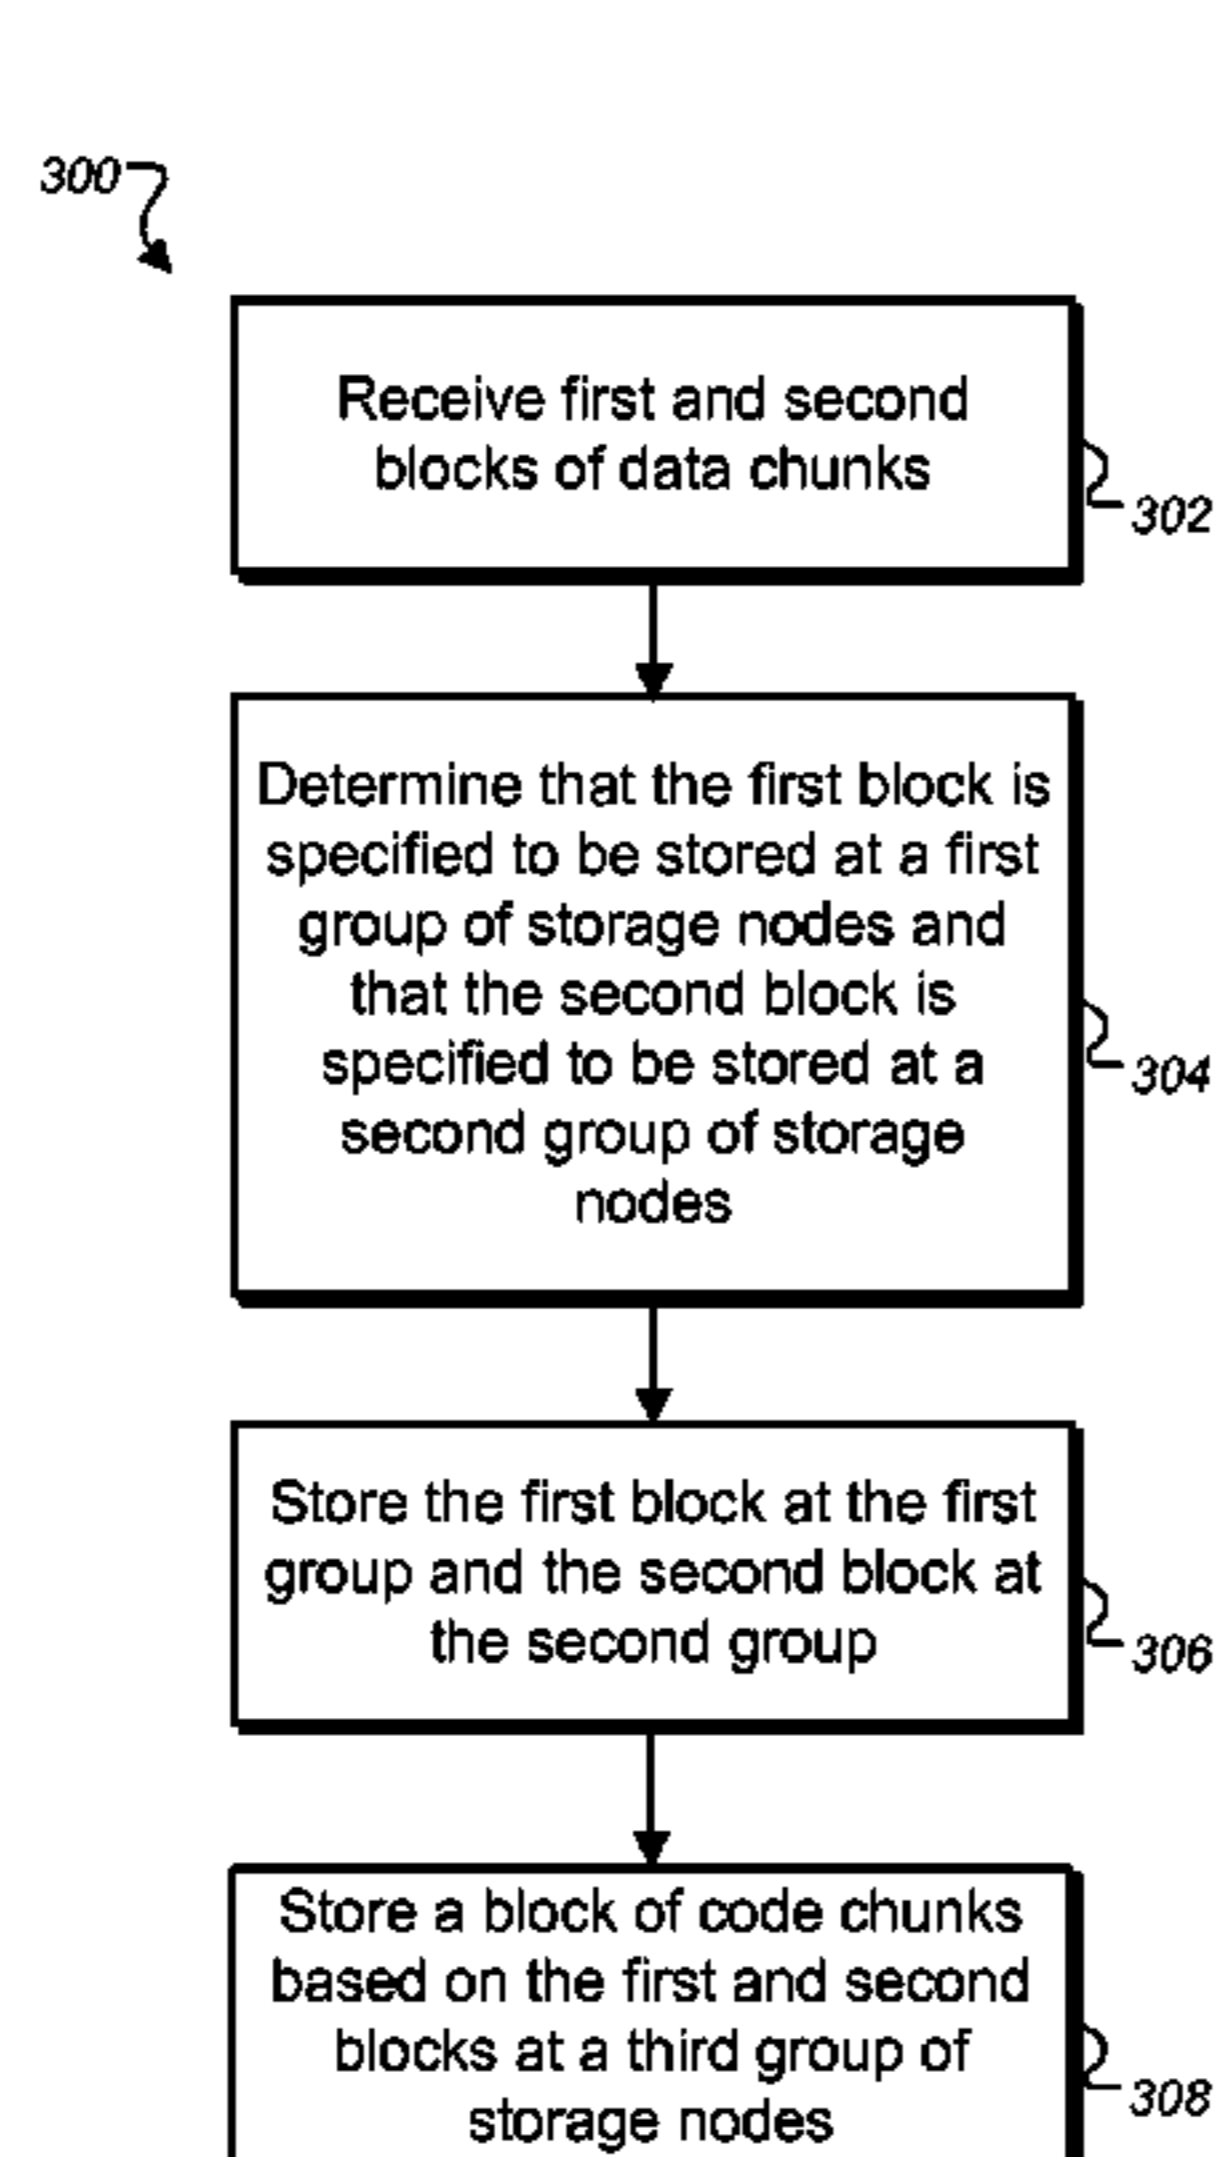 300
Receive first and second
blocks of data chunks
302
Determine that the first block is
specified to be stored at a first
group of storage nodes and
that the second block is
specified to be stored at a
second group of storage
nodes
304
Store the first block at the first
group and the second block at
the second group
306
Store a block of code chunks
based on the first and second
blocks at a third group of
storage nodes
308